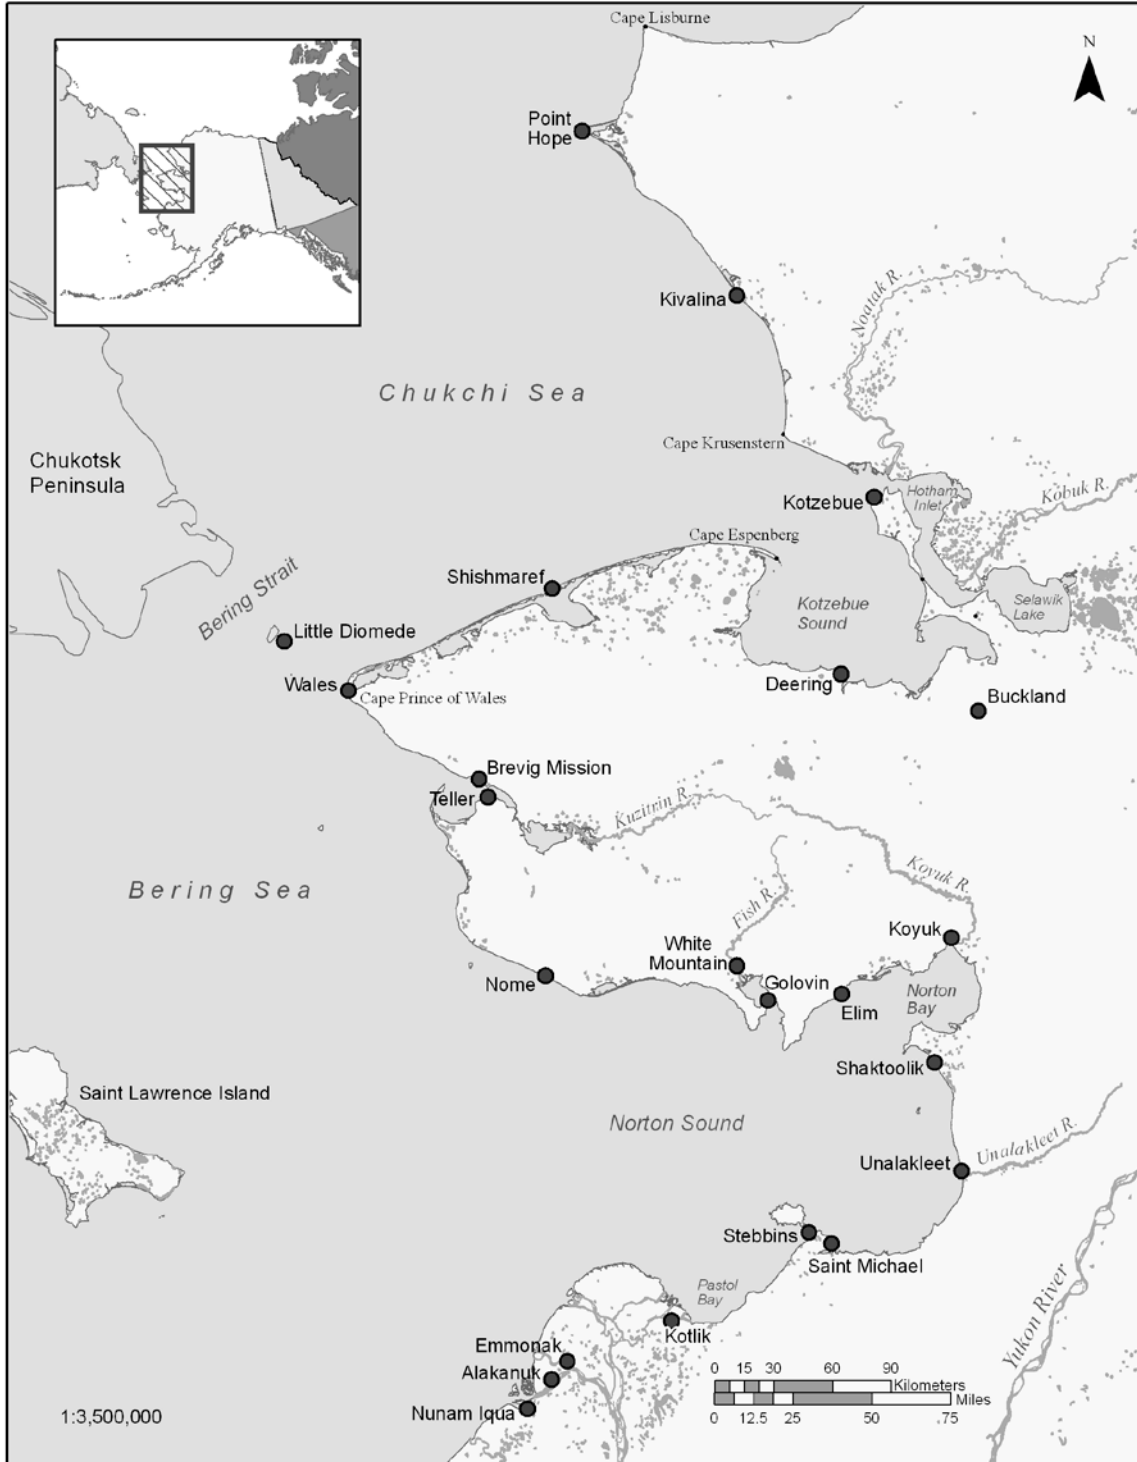 Cape Lisburne
N
Point
Hope
Kivalina
Noatak R.
Chukchi Sea
Cape Krusenstern
Chukotsk
Peninsula
Kotzebue
Hotham
Inlet
Kobuk R.
Cape Espenberg
Shishmaref
Bering Strait
Kotzebue
Sound
Selawik
Lake
Little Diomede
Wales
Cape Prince of Wales
Deering
Buckland
Brevig Mission
Teller
Kuzitrin R.
Bering Sea
Fish R.
Koyuk R.
Koyuk
White
Mountain
Nome
Golovin
Elim
Norton
Bay
Shaktoolik
Saint Lawrence Island
Norton Sound
Unalakleet
Unalakleet R.
Stebbins
Saint Michael
Pastol
Bay
Yukon River
Kotlik
Emmonak
Alakanuk
Nunam Iqua
0 15 30 60 90
Kilometers
Miles
0 12.5 25 50 75
1:3,500,000